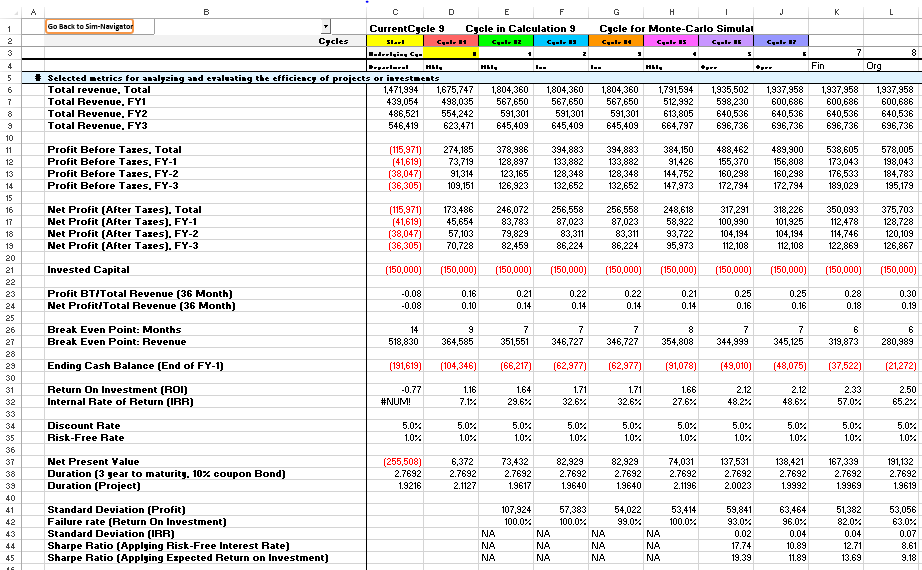 A B C D E F G H I J K L
1 Go Back to Sim-Navigator CurrentCycle 9 Cycle in Calculation 9 Cycle for Monte-Carlo Simulat
2 Cycles Start Cycle #1 Cycle #2 Cycle #3 Cycle #4 Cycle #5 Cycle #6 Cycle #7
3 0 1 2 3 4 5 6 7 8
4 Department Mktg Mktg Inn Inn Mktg Oper Oper Fin Org
5 # Selected metrics for analyzing and evaluating the efficiency of projects or investments
6 Total revenue, Total 1,471,994 1,675,747 1,804,360 1,804,360 1,804,360 1,791,594 1,935,502 1,937,958 1,937,958 1,937,958
7 Total Revenue, FY1 439,054 498,035 567,650 567,650 567,650 512,992 598,230 600,686 600,686 600,686
8 Total Revenue, FY2 486,521 554,242 591,301 591,301 591,301 613,805 640,536 640,536 640,536 640,536
9 Total Revenue, FY3 546,419 623,471 645,409 645,409 645,409 664,797 696,736 696,736 696,736 696,736
10
11 Profit Before Taxes, Total (115,971) 274,185 378,986 394,883 394,883 384,150 488,462 489,900 538,605 578,005
12 Profit Before Taxes, FY-1 (41,619) 73,719 128,897 133,882 133,882 91,426 155,370 156,808 173,043 198,043
13 Profit Before Taxes, FY-2 (38,047) 91,314 123,165 128,348 128,348 144,752 160,298 160,298 176,533 184,783
14 Profit Before Taxes, FY-3 (36,305) 109,151 126,923 132,652 132,652 147,973 172,794 172,794 189,029 195,179
15
16 Net Profit (After Taxes), Total (115,971) 173,486 246,072 256,558 256,558 248,618 317,291 318,226 350,093 375,703
17 Net Profit (After Taxes), FY-1 (41,619) 45,654 83,783 87,023 87,023 58,922 100,990 101,925 112,478 128,728
18 Net Profit (After Taxes), FY-2 (38,047) 57,103 79,829 83,311 83,311 93,722 104,194 104,194 114,746 120,109
19 Net Profit (After Taxes), FY-3 (36,305) 70,728 82,459 86,224 86,224 95,973 112,108 112,108 122,869 126,867
20
21 Invested Capital (150,000) (150,000) (150,000) (150,000) (150,000) (150,000) (150,000) (150,000) (150,000) (150,000)
22
23 Profit BT/Total Revenue (36 Month) -0.08 0.16 0.21 0.22 0.22 0.21 0.25 0.25 0.28 0.30
24 Net Profit/Total Revenue (36 Month) -0.08 0.10 0.14 0.14 0.14 0.14 0.16 0.16 0.18 0.19
25
26 Break Even Point: Months 14 9 7 7 7 8 7 7 6 6
27 Break Even Point: Revenue 518,830 364,585 351,551 346,727 346,727 354,808 344,999 345,125 319,873 280,989
28
29 Ending Cash Balance (End of FY-1) (191,619) (104,346) (66,217) (62,977) (62,977) (91,078) (49,010) (48,075) (37,522) (21,272)
30
31 Return On Investment (ROI) -0.77 1.16 1.64 1.71 1.71 1.66 2.12 2.12 2.33 2.50
32 Internal Rate of Return (IRR) #NUM! 7.1% 29.6% 32.6% 32.6% 27.6% 48.2% 48.6% 57.0% 65.2%
33
34 Discount Rate 5.0% 5.0% 5.0% 5.0% 5.0% 5.0% 5.0% 5.0% 5.0% 5.0%
35 Risk-Free Rate 1.0% 1.0% 1.0% 1.0% 1.0% 1.0% 1.0% 1.0% 1.0% 1.0%
36
37 Net Present Value (255,508) 6,372 73,432 82,929 82,929 74,031 137,531 138,421 167,339 191,132
38 Duration (3 year to maturity, 10% coupon Bond) 2.7692 2.7692 2.7692 2.7692 2.7692 2.7692 2.7692 2.7692 2.7692 2.7692
39 Duration (Project) 1.9216 2.1127 1.9617 1.9640 1.9640 2.1196 2.0023 1.9992 1.9969 1.9619
40
41 Standard Deviation (Profit) 107,924 57,383 54,022 53,414 59,841 63,464 51,382 53,056
42 Failure rate (Return On Investment) 100.0% 100.0% 99.0% 100.0% 93.0% 96.0% 82.0% 63.0%
43 Standard Deviation (IRR) NA NA NA NA 0.02 0.04 0.04 0.07
44 Sharpe Ratio (Applying Risk-Free Interest Rate) NA NA NA NA 17.74 10.89 12.71 8.61
45 Sharpe Ratio (Applying Expected Return on Investment) NA NA NA NA 19.39 11.89 13.69 9.18